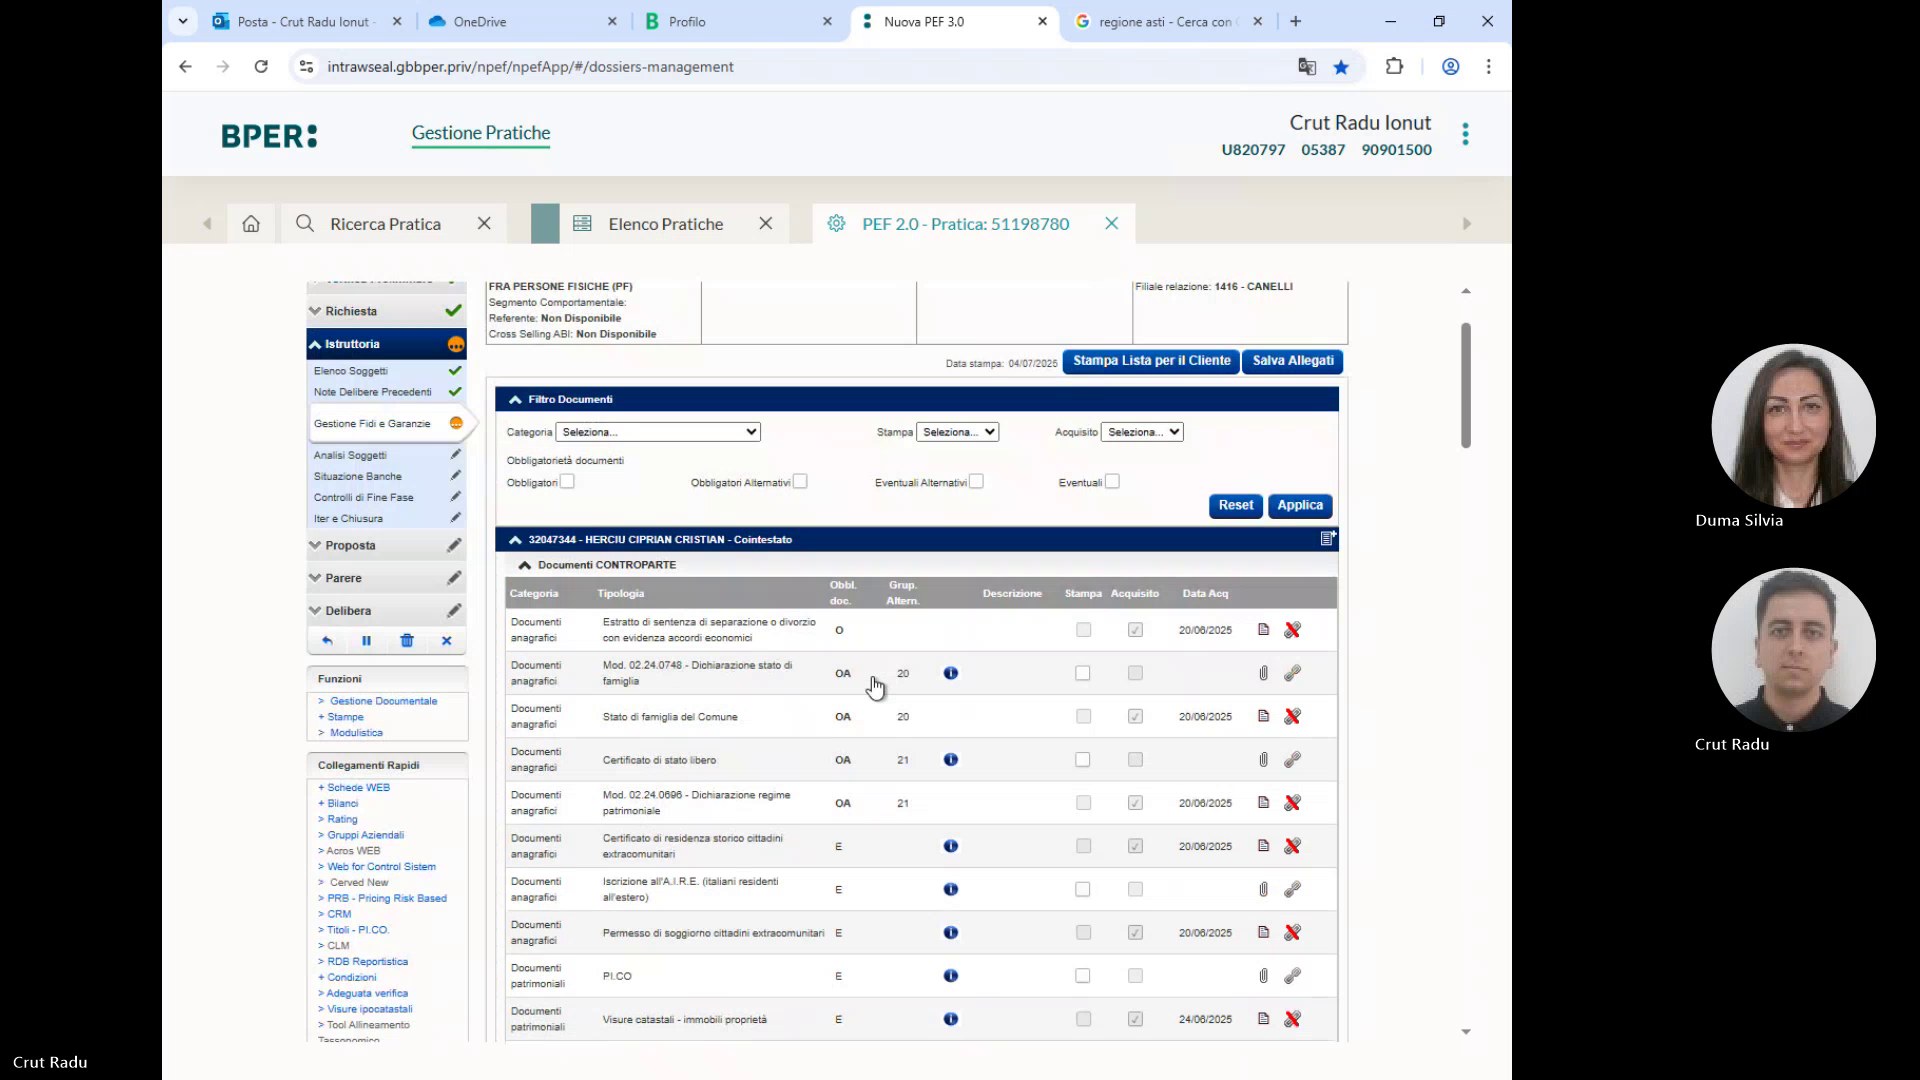 Posta - Crut Radu Ionut -
OneDrive
Profilo
Nuova PEF 3.0
regione asti - Cerca con
intrawseal.gbbper.priv/npef/npefApp/#/dossiers-management
BPER:
Gestione Pratiche
Crut Radu Ionut
U820797 05387 90901500
Ricerca Pratica
Elenco Pratiche
PEF 2.0 - Pratica: 51198780
Richiesta
Istruttoria
Elenco Soggetti
Note Delibere Precedenti
Gestione Fidi e Garanzie
Analisi Soggetti
Situazione Banche
Controlli di Fine Fase
Iter e Chiusura
Proposta
Parere
Delibera
Funzioni
> Gestione Documentale
+ Stampe
> Modulistica
Collegamenti Rapidi
+ Schede WEB
+ Bilanci
> Rating
> Gruppi Aziendali
> Acros WEB
> Web for Control Sistem
> Cerved New
> PRB - Pricing Risk Based
> CRM
> Titoli - PI.CO.
> CLM
> RDB Reportistica
+ Condizioni
> Adeguata verifica
> Visure ipocatastali
> Tool Allineamento
Tassonomico
FRA PERSONE FISICHE (PF)
Segmento Comportamentale:
Referente: Non Disponibile
Cross Selling ABI: Non Disponibile
Filiale relazione: 1416 - CANELLI
Data stampa: 04/07/2025
Stampa Lista per il Cliente
Salva Allegati
Filtro Documenti
Categoria Seleziona... Stampa Seleziona... Acquisito Seleziona...
Obbligatorietà documenti
Obbligatori Obbligatori Alternativi Eventuali Alternativi Eventuali
Reset Applica
32047344 - HERCIU CIPRIAN CRISTIAN - Cointestato
Documenti CONTROPARTE
Categoria Tipologia Obbl. doc. Grup. Altern. Descrizione Stampa Acquisito Data Acq
Documenti anagrafici Estratto di sentenza di separazione o divorzio con evidenza accordi economici O 20/06/2025
Documenti anagrafici Mod. 02.24.0748 - Dichiarazione stato di famiglia OA 20
Documenti anagrafici Stato di famiglia del Comune OA 20 20/06/2025
Documenti anagrafici Certificato di stato libero OA 21
Documenti anagrafici Mod. 02.24.0696 - Dichiarazione regime patrimoniale OA 21 20/06/2025
Documenti anagrafici Certificato di residenza storico cittadini extracomunitari E 20/06/2025
Documenti anagrafici Iscrizione all'A.I.R.E. (italiani residenti all'estero) E
Documenti anagrafici Permesso di soggiorno cittadini extracomunitari E 20/06/2025
Documenti patrimoniali PI.CO E
Documenti patrimoniali Visure catastali - immobili proprietà E 24/06/2025
Duma Silvia
Crut Radu
Crut Radu